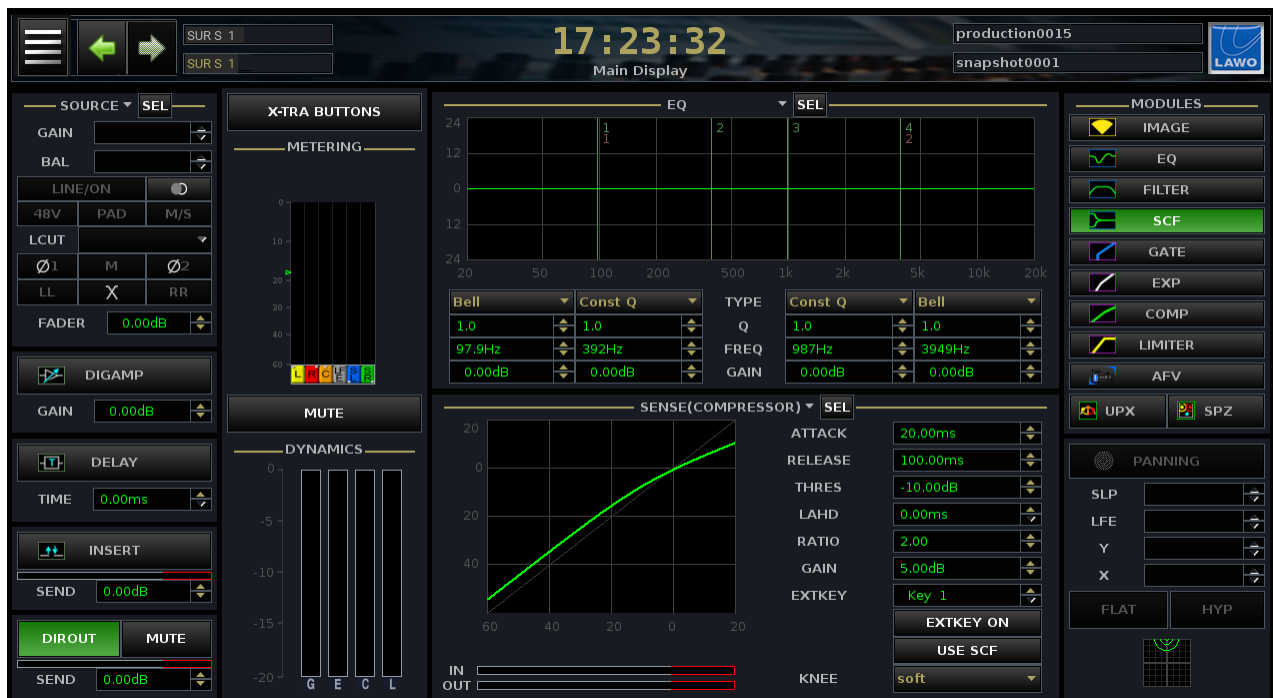 SUR S 1
SUR S 1
17:23:32
Main Display
production0015
snapshot0001
LAWO
SOURCE SEL
GAIN
BAL
LINE/ON
48V PAD M/S
LCUT
Ø1 M Ø2
LL X RR
FADER 0.00dB
DIGAMP
GAIN 0.00dB
DELAY
TIME 0.00ms
INSERT
SEND 0.00dB
DIROUT MUTE
SEND 0.00dB
X-TRA BUTTONS
METERING
0
10
20
30
40
60
L R C
MUTE
DYNAMICS
0
-5
-10
-15
-20
G E C L
EQ SEL
24
12
0
12
24
1 2 3 4
1 2
20 50 100 200 500 1k 2k 5k 10k 20k
Bell Const Q TYPE Const Q Bell
1.0 1.0 Q 1.0 1.0
97.9Hz 392Hz FREQ 987Hz 3949Hz
0.00dB 0.00dB GAIN 0.00dB 0.00dB
SENSE(COMPRESSOR) SEL
20
0
20
40
60 40 20 0 20
IN
OUT
ATTACK 20.00ms
RELEASE 100.00ms
THRES -10.00dB
LAHD 0.00ms
RATIO 2.00
GAIN 5.00dB
EXTKEY Key 1
EXTKEY ON
USE SCF
KNEE soft
MODULES
IMAGE
EQ
FILTER
SCF
GATE
EXP
COMP
LIMITER
AFV
UPX SPZ
PANNING
SLP
LFE
Y
X
FLAT HYP